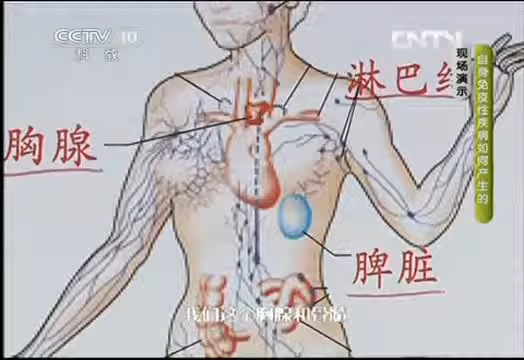 CCTV 10
科教
CNTV
现场演示
自身免疫性疾病如何产生的
淋巴结
胸腺
脾脏
我们这个胸腺和骨髓